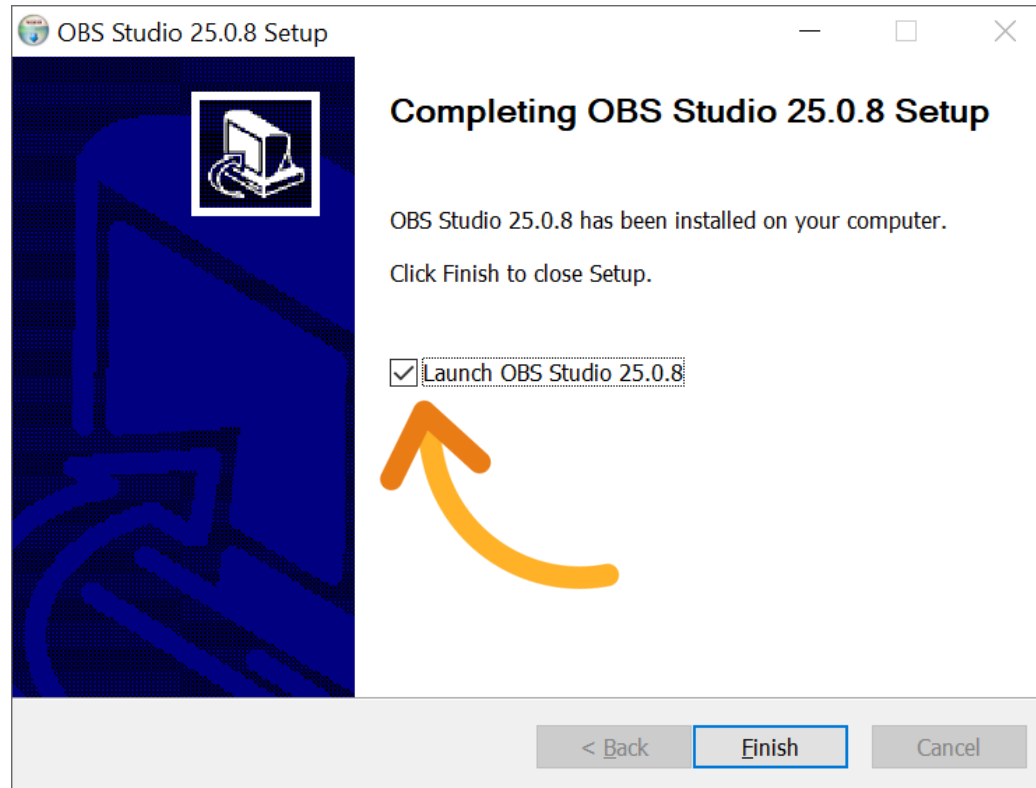 OBS Studio 25.0.8 Setup
Completing OBS Studio 25.0.8 Setup
OBS Studio 25.0.8 has been installed on your computer.
Click Finish to close Setup.
Launch OBS Studio 25.0.8
< Back
Finish
Cancel